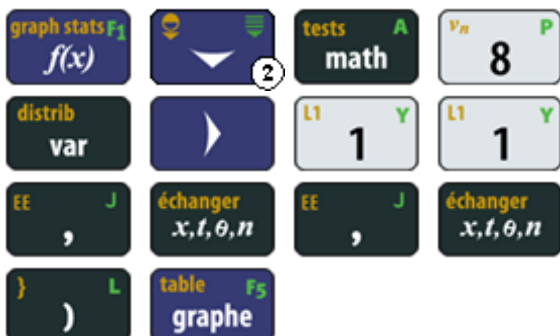 graph stats F1
f(x)
2
tests A
math
vn P
8
distrib
var
L1 Y
1
L1 Y
1
EE J
,
échanger
x,t,θ,n
EE J
,
échanger
x,t,θ,n
} L
)
table F5
graphe